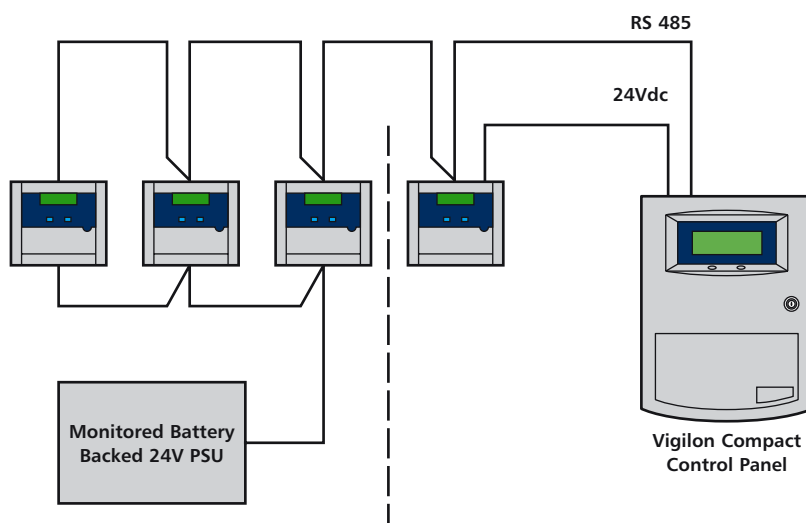 RS 485
24Vdc
Monitored Battery
Backed 24V PSU
Vigilon Compact
Control Panel